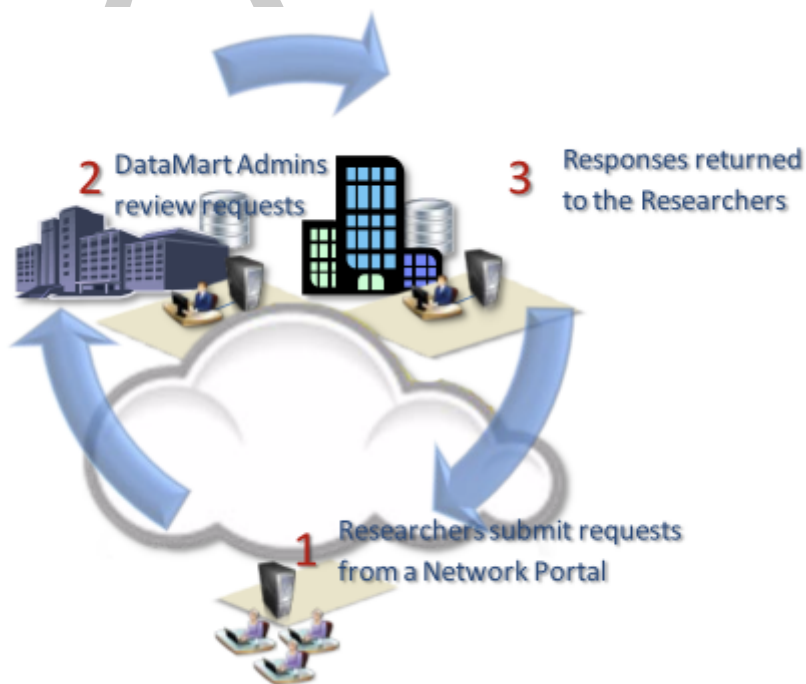 2 DataMart Admins
review requests
3 Responses returned
to the Researchers
1 Researchers submit requests
from a Network Portal